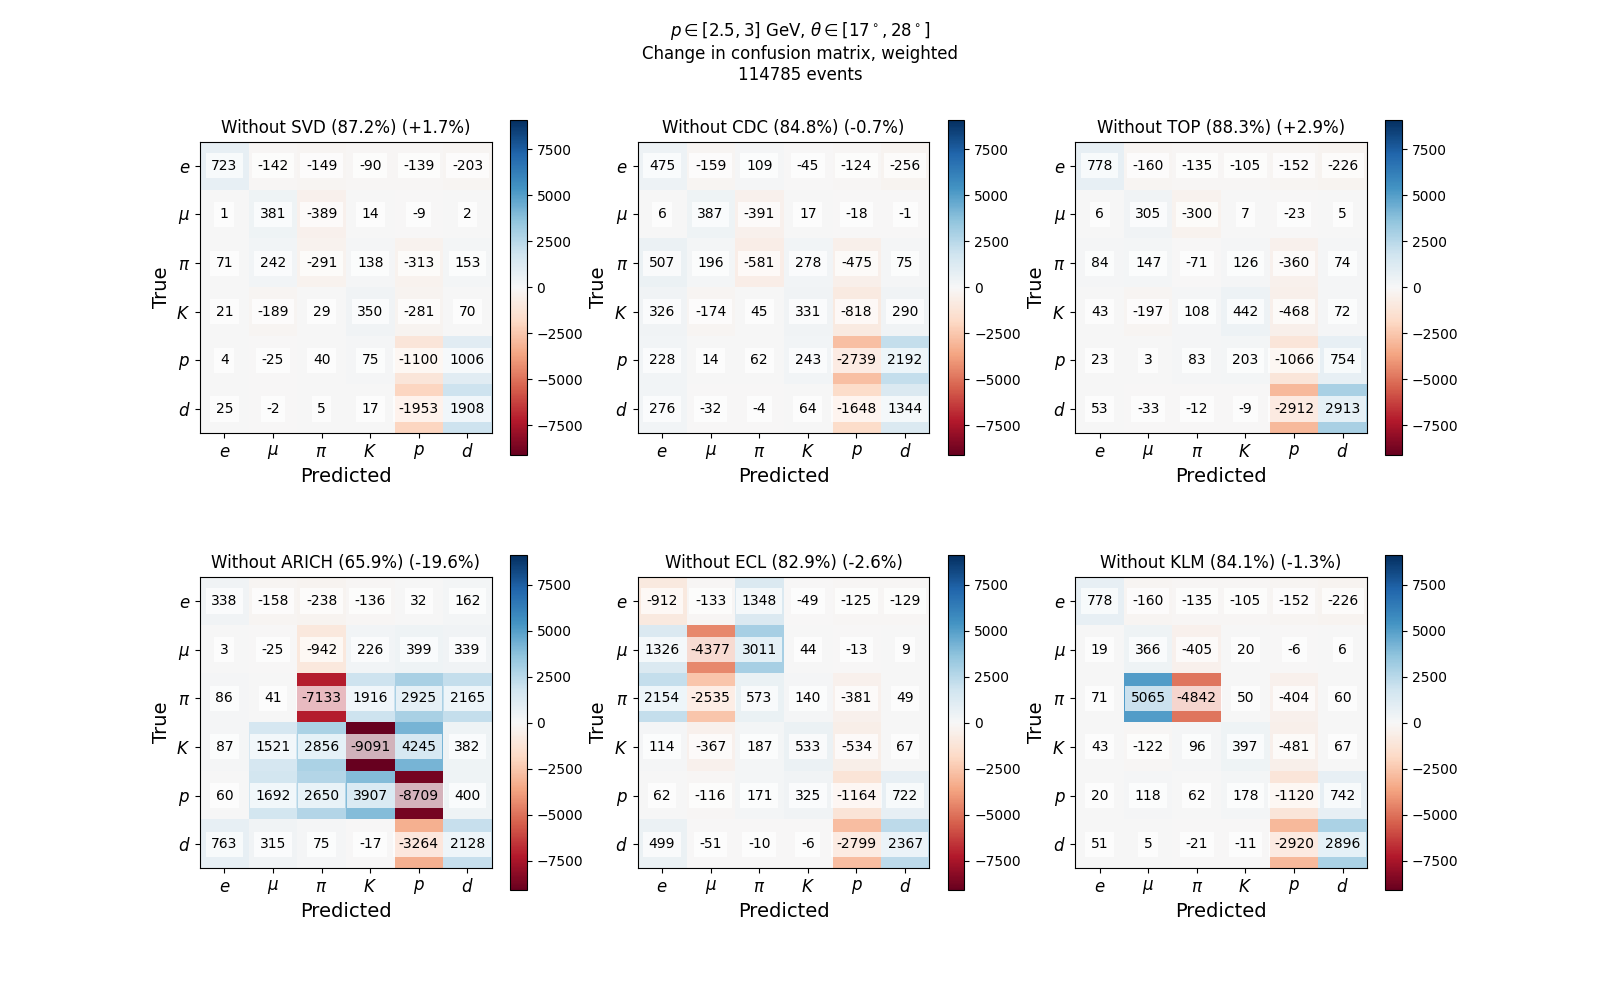 p ∈ [2.5, 3] GeV, θ ∈ [17°, 28°]
Change in confusion matrix, weighted
114785 events
Without SVD (87.2%) (+1.7%)
True
e 723 -142 -149 -90 -139 -203
μ 1 381 -389 14 -9 2
π 71 242 -291 138 -313 153
K 21 -189 29 350 -281 70
p 4 -25 40 75 -1100 1006
d 25 -2 5 17 -1953 1908
e μ π K p d
Predicted
7500
5000
2500
0
−2500
−5000
−7500
Without CDC (84.8%) (-0.7%)
True
e 475 -159 109 -45 -124 -256
μ 6 387 -391 17 -18 -1
π 507 196 -581 278 -475 75
K 326 -174 45 331 -818 290
p 228 14 62 243 -2739 2192
d 276 -32 -4 64 -1648 1344
e μ π K p d
Predicted
7500
5000
2500
0
−2500
−5000
−7500
Without TOP (88.3%) (+2.9%)
True
e 778 -160 -135 -105 -152 -226
μ 6 305 -300 7 -23 5
π 84 147 -71 126 -360 74
K 43 -197 108 442 -468 72
p 23 3 83 203 -1066 754
d 53 -33 -12 -9 -2912 2913
e μ π K p d
Predicted
7500
5000
2500
0
−2500
−5000
−7500
Without ARICH (65.9%) (-19.6%)
True
e 338 -158 -238 -136 32 162
μ 3 -25 -942 226 399 339
π 86 41 -7133 1916 2925 2165
K 87 1521 2856 -9091 4245 382
p 60 1692 2650 3907 -8709 400
d 763 315 75 -17 -3264 2128
e μ π K p d
Predicted
7500
5000
2500
0
−2500
−5000
−7500
Without ECL (82.9%) (-2.6%)
True
e -912 -133 1348 -49 -125 -129
μ 1326 -4377 3011 44 -13 9
π 2154 -2535 573 140 -381 49
K 114 -367 187 533 -534 67
p 62 -116 171 325 -1164 722
d 499 -51 -10 -6 -2799 2367
e μ π K p d
Predicted
7500
5000
2500
0
−2500
−5000
−7500
Without KLM (84.1%) (-1.3%)
True
e 778 -160 -135 -105 -152 -226
μ 19 366 -405 20 -6 6
π 71 5065 -4842 50 -404 60
K 43 -122 96 397 -481 67
p 20 118 62 178 -1120 742
d 51 5 -21 -11 -2920 2896
e μ π K p d
Predicted
7500
5000
2500
0
−2500
−5000
−7500